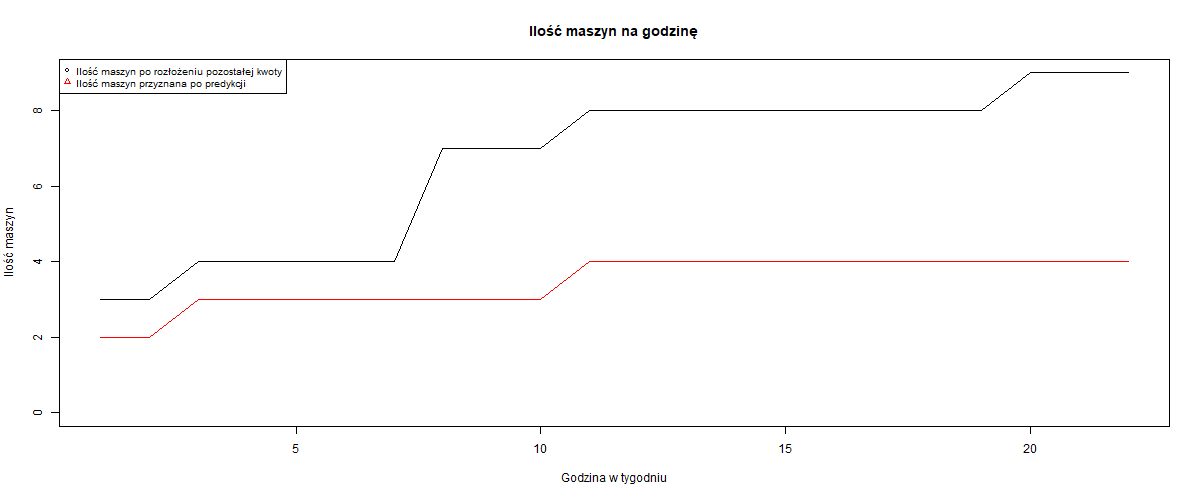 Ilość maszyn na godzinę
Ilość maszyn po rozłożeniu pozostałej kwoty
Ilość maszyn przyznana po predykcji
Ilość maszyn
8
6
4
2
0
5 10 15 20
Godzina w tygodniu